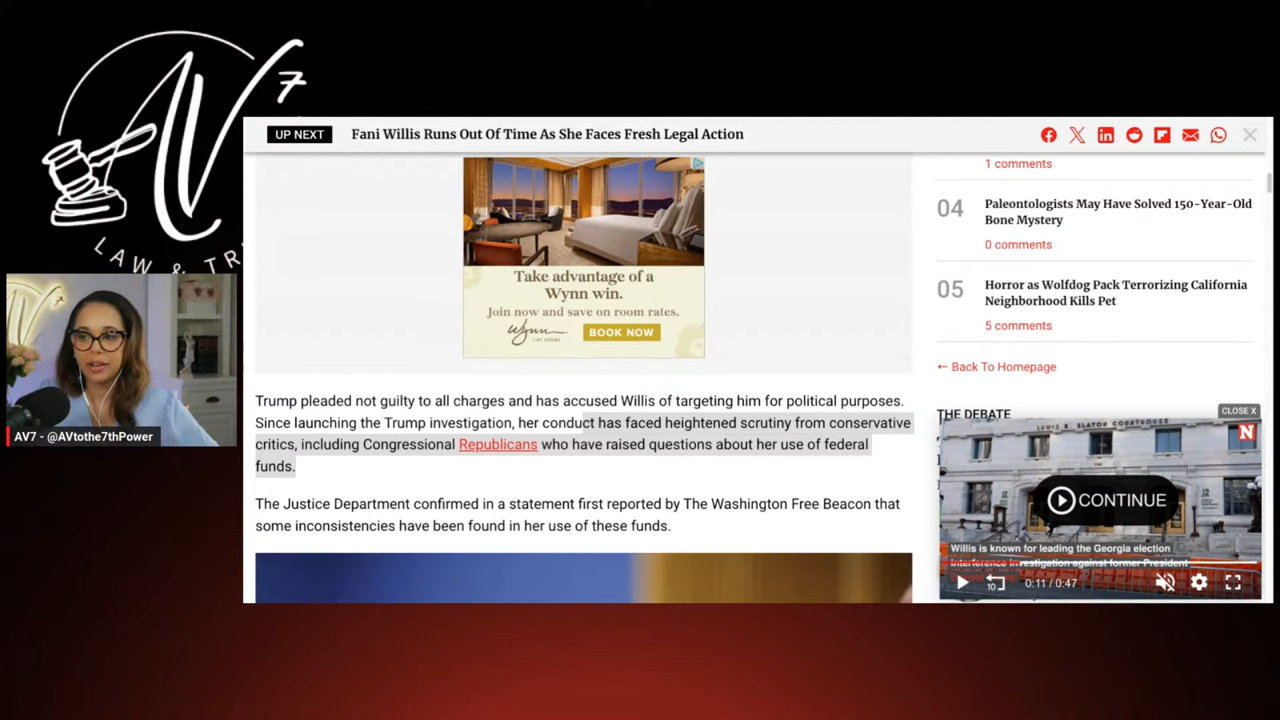 AV7
LAW & TR
AV7 - @AVtothe7thPower
UP NEXT
Fani Willis Runs Out Of Time As She Faces Fresh Legal Action
Take advantage of a
Wynn win.
Join now and save on room rates.
Wynn
LAS VEGAS
BOOK NOW
Trump pleaded not guilty to all charges and has accused Willis of targeting him for political purposes.
Since launching the Trump investigation, her conduct has faced heightened scrutiny from conservative
critics, including Congressional Republicans who have raised questions about her use of federal
funds.
The Justice Department confirmed in a statement first reported by The Washington Free Beacon that
some inconsistencies have been found in her use of these funds.
1 comments
04
Paleontologists May Have Solved 150-Year-Old
Bone Mystery
0 comments
05
Horror as Wolfdog Pack Terrorizing California
Neighborhood Kills Pet
5 comments
← Back To Homepage
THE DEBATE
CLOSE X
LEWIS R. SLATON COURTHOUSE
N
CONTINUE
Willis is known for leading the Georgia election
interference investigation against former President
10
0:11 / 0:47